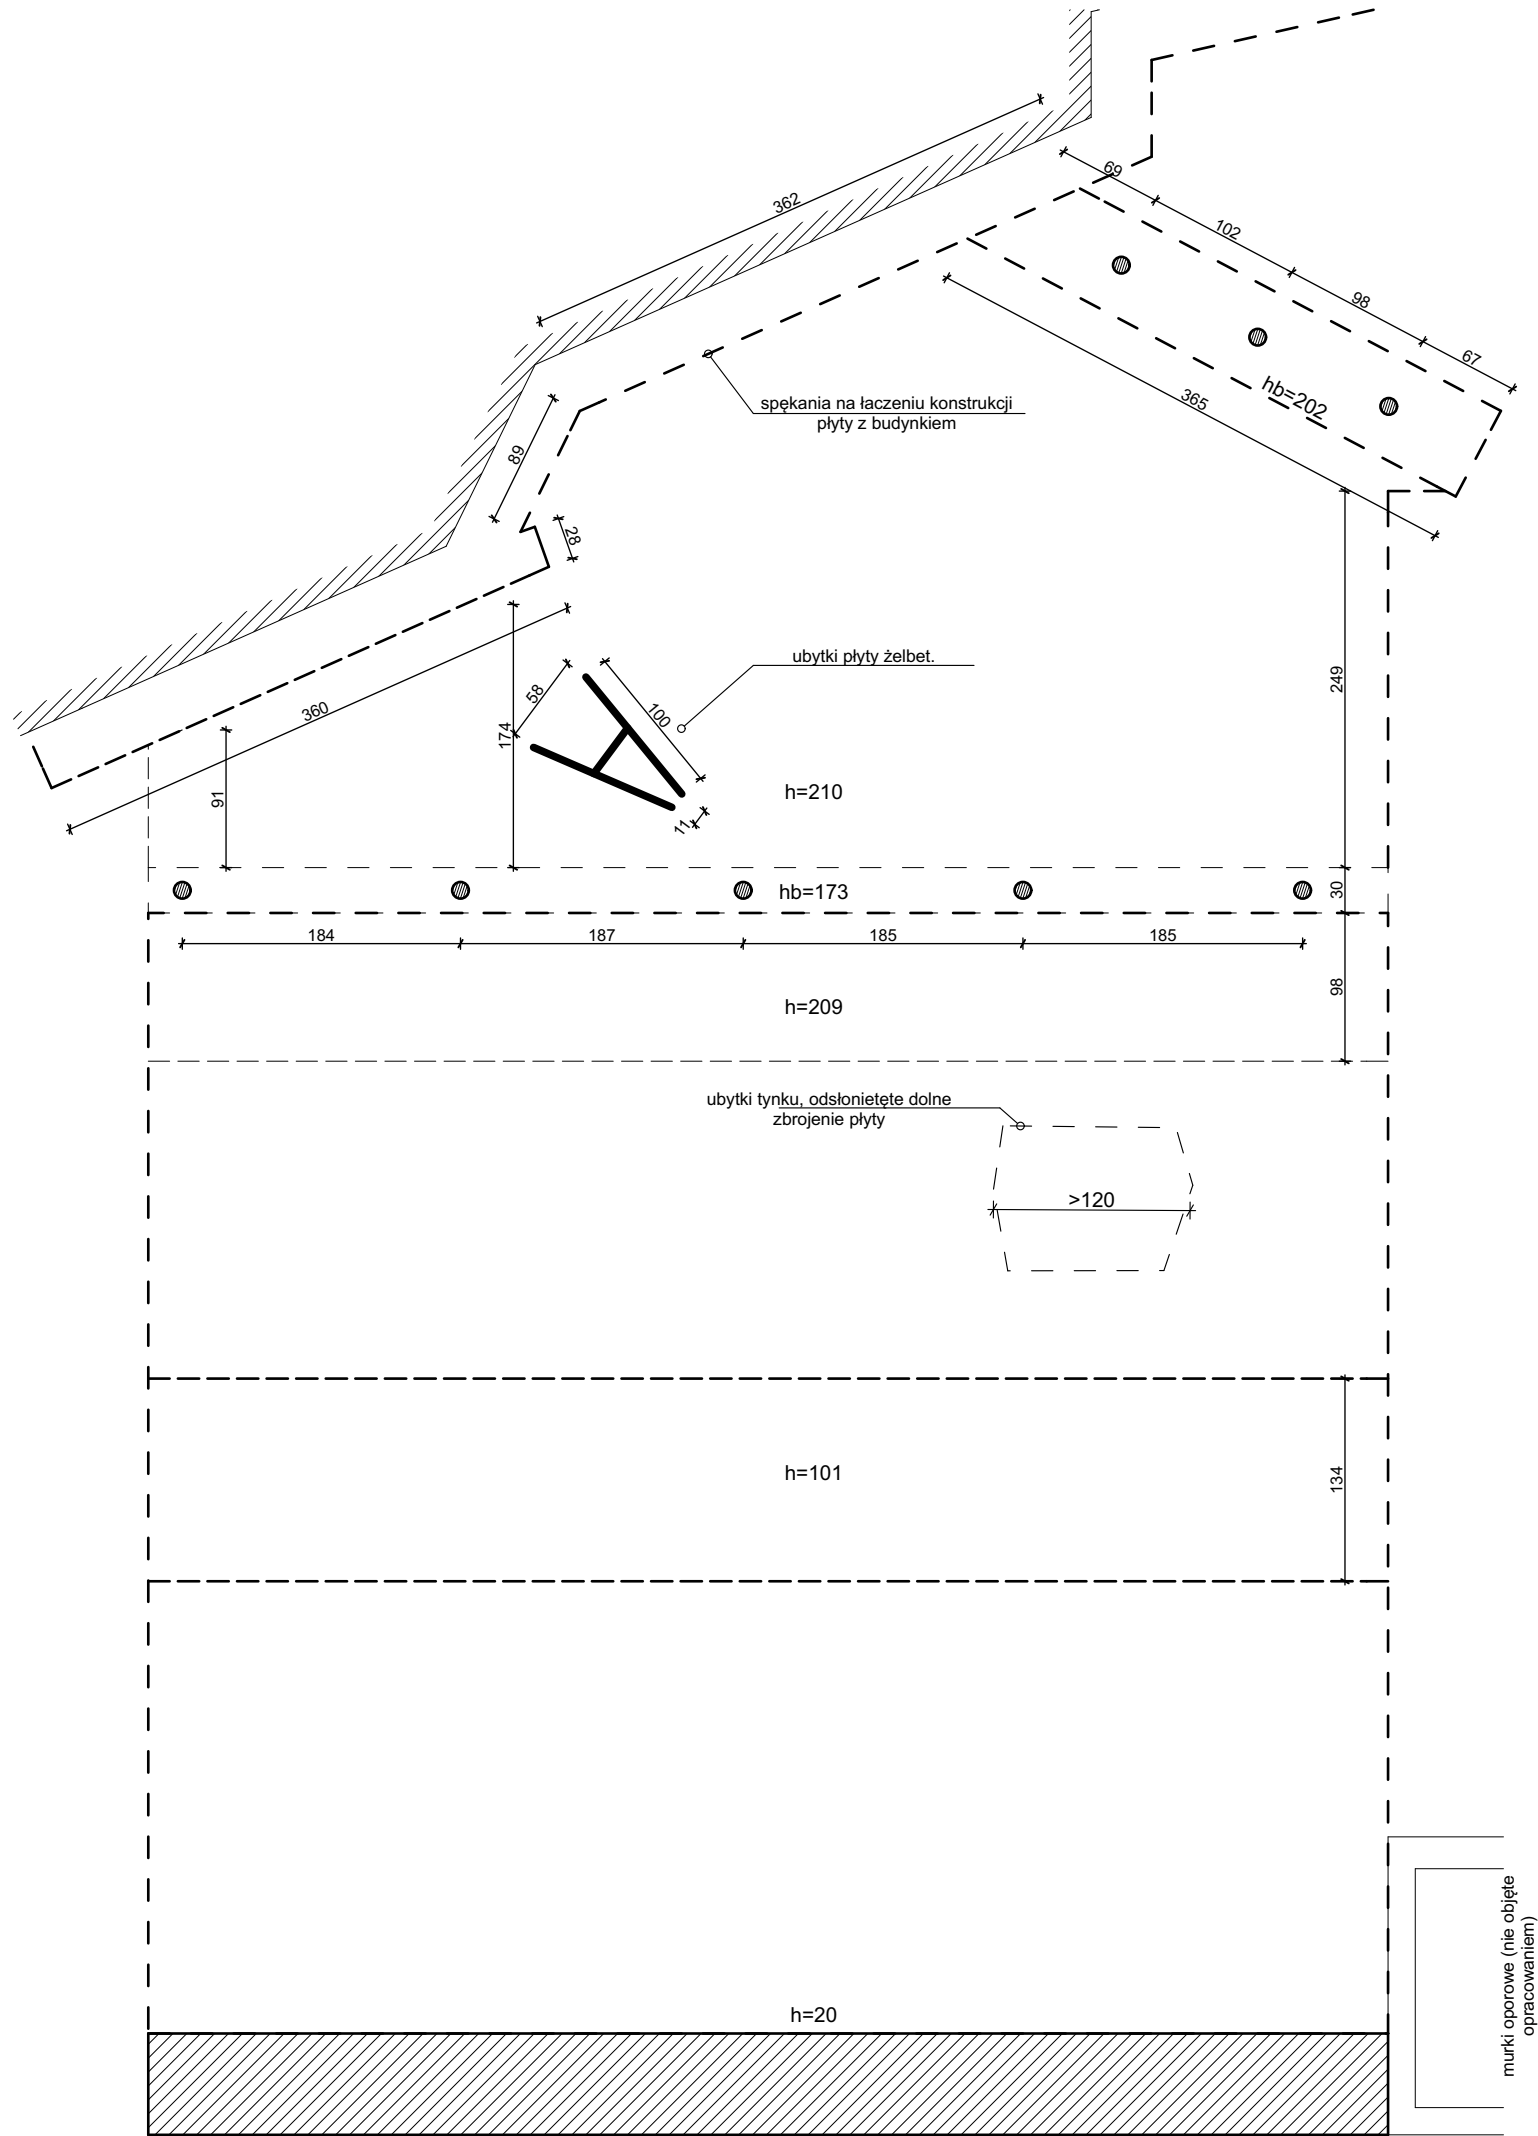 362
69
102
98
67
hb=202
365
spękania na łaczeniu konstrukcji
płyty z budynkiem
89
28
ubytki płyty żelbet.
249
58
100
360
174
91
h=210
11
hb=173
30
184
187
185
185
98
h=209
ubytki tynku, odsłonietęte dolne
zbrojenie płyty
>120
h=101
134
murki oporowe (nie objęte
opracowaniem)
h=20